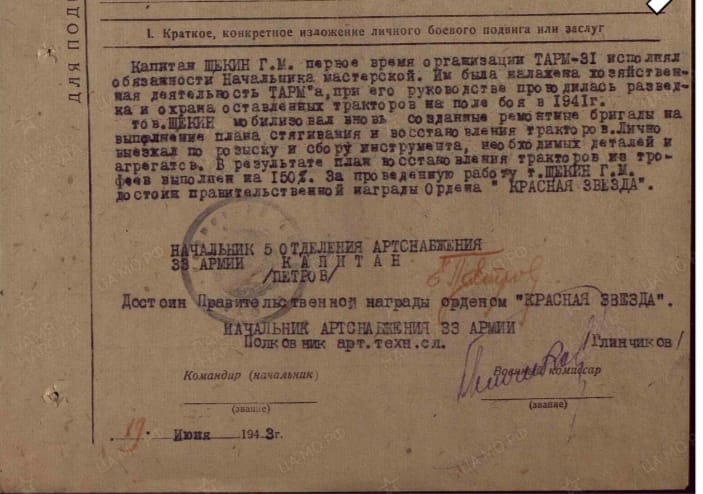 I. Краткое, конкретное изложение личного боевого подвига или заслуг
Капитан ЩЕКИН Г.М. первое время организации ТАРМ-31 исполнял
обязанности Начальника мастерской. Им была налажена хозяйствен-
ная деятельность ТАРМ"а,при его руководстве проводилась развед-
ка и охрана оставленных тракторов на поле боя в 1941г.
тов.ЩЕКИН мобилизовал вновь созданные ремонтные бригады на
выполнение плана стягивания и восстановления тракторов.Лично
выезжал по розыску и сбору инструмента, необходимых деталей и
агрегатов. В результате план восстановления тракторов из тро-
феев выполнен на 150%. За проведенную работу т.ЩЕКИН Г.М.
достоин правительственной награды Ордена " КРАСНАЯ ЗВЕЗДА".
НАЧАЛЬНИК 5 ОТДЕЛЕНИЯ АРТСНАБЖЕНИЯ
33 АРМИИ КАПИТАН
/ПЕТРОВ/
Достоин Правительственной награды орденом "КРАСНАЯ ЗВЕЗДА".
НАЧАЛЬНИК АРТСНАБЖЕНИЯ 33 АРМИИ
Полковник арт.техн.сл. /Глинчиков/
Командир (начальник) Военный комиссар
(звание) (звание)
19. Июня 1943г.
ДЛЯ ПОД
ЦАМО.РФ